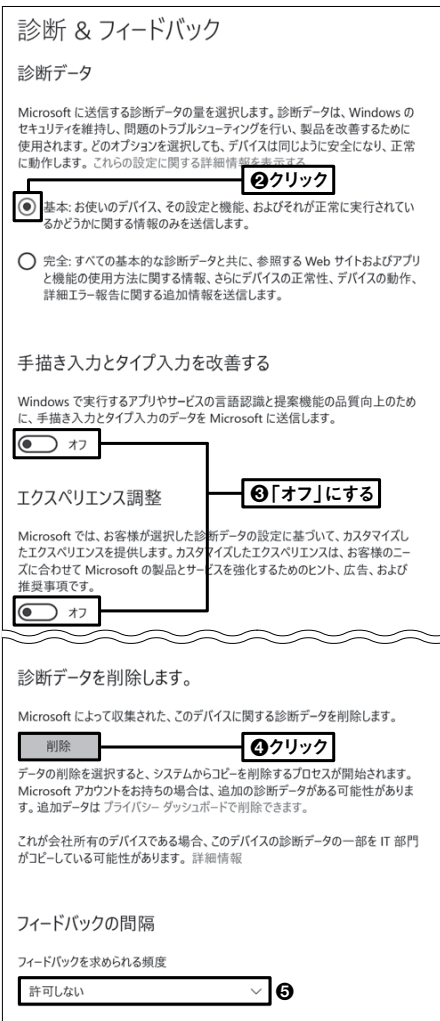 診断 & フィードバック
診断データ
Microsoft に送信する診断データの量を選択します。診断データは、Windows の
セキュリティを維持し、問題のトラブルシューティングを行い、製品を改善するために
使用されます。どのオプションを選択しても、デバイスは同じように安全になり、正常
に動作します。これらの設定に関する詳細情報を表示する
❷クリック
基本: お使いのデバイス、その設定と機能、およびそれが正常に実行されてい
るかどうかに関する情報のみを送信します。
完全: すべての基本的な診断データと共に、参照する Web サイトおよびアプリ
と機能の使用方法に関する情報、さらにデバイスの正常性、デバイスの動作、
詳細エラー報告に関する追加情報を送信します。
手描き入力とタイプ入力を改善する
Windows で実行するアプリやサービスの言語認識と提案機能の品質向上のため
に、手描き入力とタイプ入力のデータを Microsoft に送信します。
オフ
❸「オフ」にする
エクスペリエンス調整
Microsoft では、お客様が選択した診断データの設定に基づいて、カスタマイズし
たエクスペリエンスを提供します。カスタマイズしたエクスペリエンスは、お客様のニー
ズに合わせて Microsoft の製品とサービスを強化するためのヒント、広告、および
推奨事項です。
オフ
診断データを削除します。
Microsoft によって収集された、このデバイスに関する診断データを削除します。
削除
❹クリック
データの削除を選択すると、システムからコピーを削除するプロセスが開始されます。
Microsoft アカウントをお持ちの場合は、追加の診断データがある可能性がありま
す。追加データは プライバシー ダッシュボードで削除できます。
これが会社所有のデバイスである場合、このデバイスの診断データの一部を IT 部門
がコピーしている可能性があります。詳細情報
フィードバックの間隔
フィードバックを求められる頻度
許可しない
❺